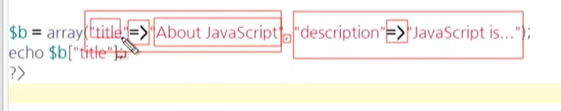 $b = array("title"=>"About JavaScript", "description"=>"JavaScript is...");
echo $b["title"];
?>